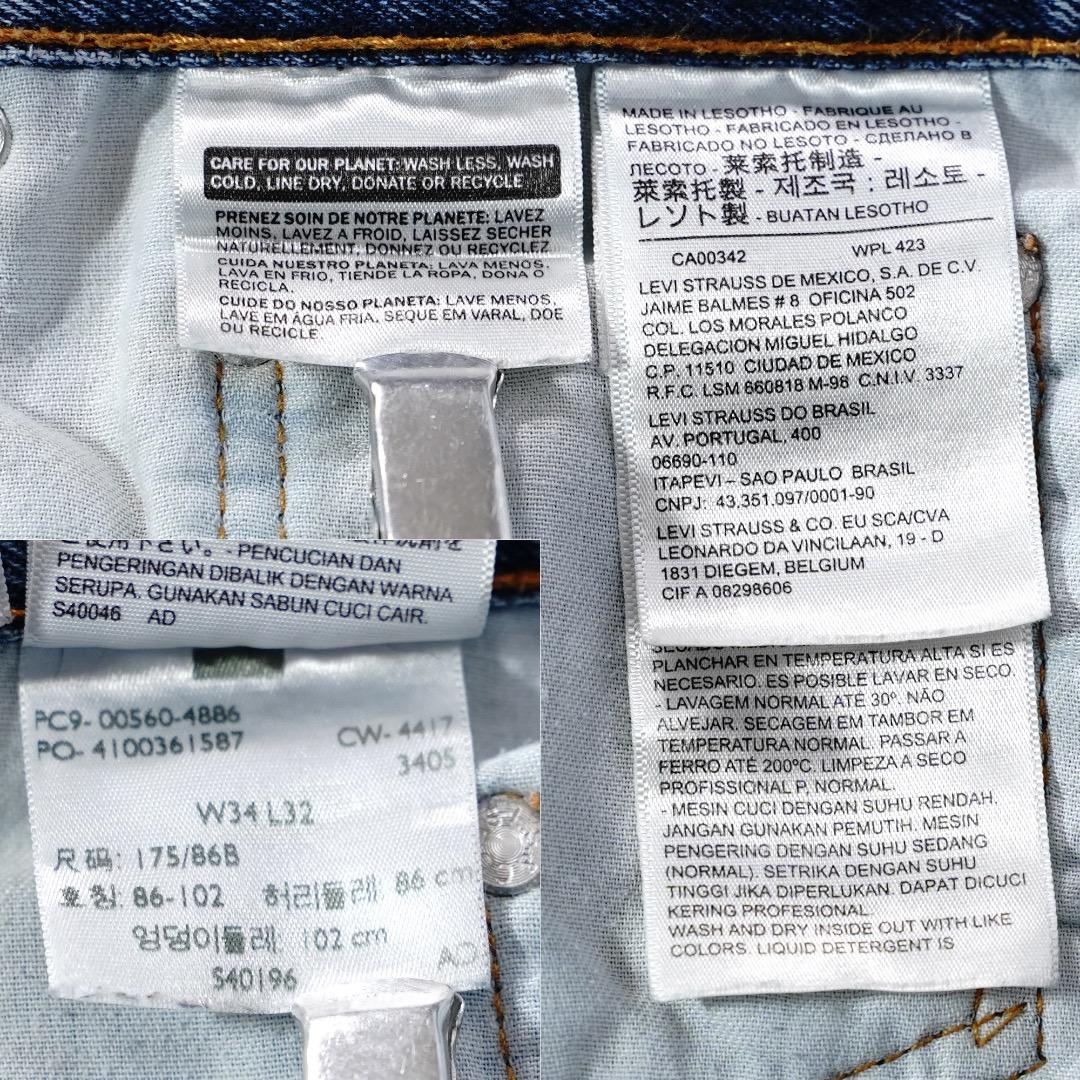 CARE FOR OUR PLANET: WASH LESS, WASH
COLD, LINE DRY, DONATE OR RECYCLE
PRENEZ SOIN DE NOTRE PLANETE: LAVEZ
MOINS, LAVEZ A FROID, LAISSEZ SECHER
NATURELLEMENT, DONNEZ OU RECYCLEZ
CUIDA NUESTRO PLANETA: LAVA MENOS,
LAVA EN FRIO, TIENDE LA ROPA, DONA O
RECICLA.
CUIDE DO NOSSO PLANETA: LAVE MENOS,
LAVE EM ÁGUA FRIA, SEQUE EM VARAL, DOE
OU RECICLE.
MADE IN LESOTHO - FABRIQUE AU
LESOTHO - FABRICADO EN LESOTHO -
FABRICADO NO LESOTO - СДЕЛАНО В
ЛЕСОТО - 莱索托制造 -
萊索托製 - 제조국 : 레소토 -
レソト製 - BUATAN LESOTHO
CA00342 WPL 423
LEVI STRAUSS DE MEXICO, S.A. DE C.V.
JAIME BALMES # 8 OFICINA 502
COL. LOS MORALES POLANCO
DELEGACION MIGUEL HIDALGO
C.P. 11510 CIUDAD DE MEXICO
R.F.C. LSM 660818 M-98 C.N.I.V. 3337
LEVI STRAUSS DO BRASIL
AV. PORTUGAL, 400
06690-110
ITAPEVI – SAO PAULO BRASIL
CNPJ: 43.351.097/0001-90
LEVI STRAUSS & CO. EU SCA/CVA
LEONARDO DA VINCILAAN, 19 - D
1831 DIEGEM, BELGIUM
CIF A 08298606
PLANCHAR EN TEMPERATURA ALTA SI ES
NECESARIO. ES POSIBLE LAVAR EN SECO.
- LAVAGEM NORMAL ATÉ 30º. NÃO
ALVEJAR. SECAGEM EM TAMBOR EM
TEMPERATURA NORMAL. PASSAR A
FERRO ATÉ 200ºC. LIMPEZA A SECO
PROFISSIONAL P, NORMAL.
- MESIN CUCI DENGAN SUHU RENDAH.
JANGAN GUNAKAN PEMUTIH. MESIN
PENGERING DENGAN SUHU SEDANG
(NORMAL). SETRIKA DENGAN SUHU
TINGGI JIKA DIPERLUKAN. DAPAT DICUCI
KERING PROFESIONAL.
WASH AND DRY INSIDE OUT WITH LIKE
COLORS. LIQUID DETERGENT IS
- PENCUCIAN DAN
PENGERINGAN DIBALIK DENGAN WARNA
SERUPA. GUNAKAN SABUN CUCI CAIR.
S40046 AD
PC9- 00560-4886
PO- 4100361587 CW- 4417
3405
W34 L32
尺码: 175/86B
호칭: 86-102 허리둘레: 86 cm
엉덩이둘레: 102 cm
AD
S40196